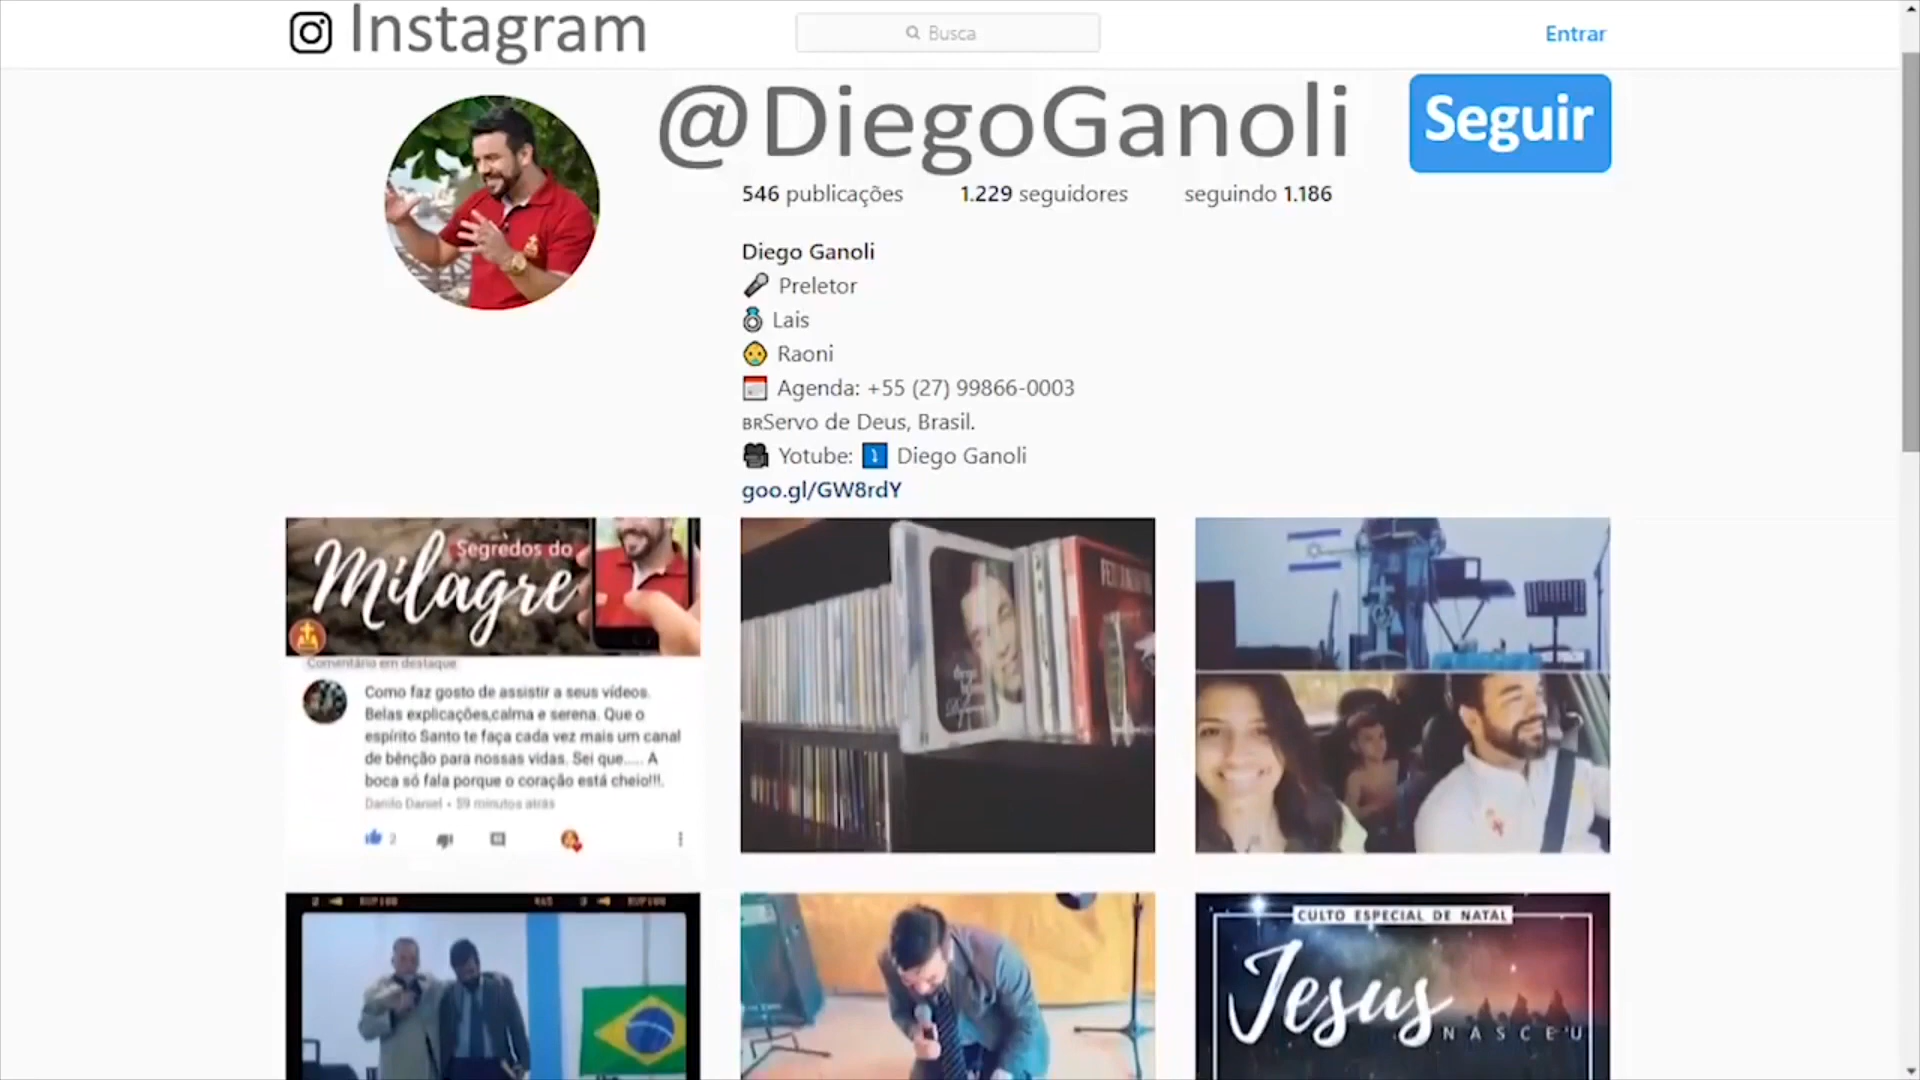 Instagram
Busca
Entrar
@DiegoGanoli
Seguir
546 publicações 1.229 seguidores seguindo 1.186
Diego Ganoli
Preletor
Lais
Raoni
Agenda: +55 (27) 99866-0003
BRServo de Deus, Brasil.
Yotube: Diego Ganoli
goo.gl/GW8rdY
Segredos do
Milagre
Comentário em destaque
Como faz gosto de assistir a seus vídeos.
Belas explicações,calma e serena. Que o
espírito Santo te faça cada vez mais um canal
de bênção para nossas vidas. Sei que..... A
boca só fala porque o coração está cheio!!!.
Danilo Daniel • 59 minutos atrás
2
CULTO ESPECIAL DE NATAL
Jesus
NASCEU